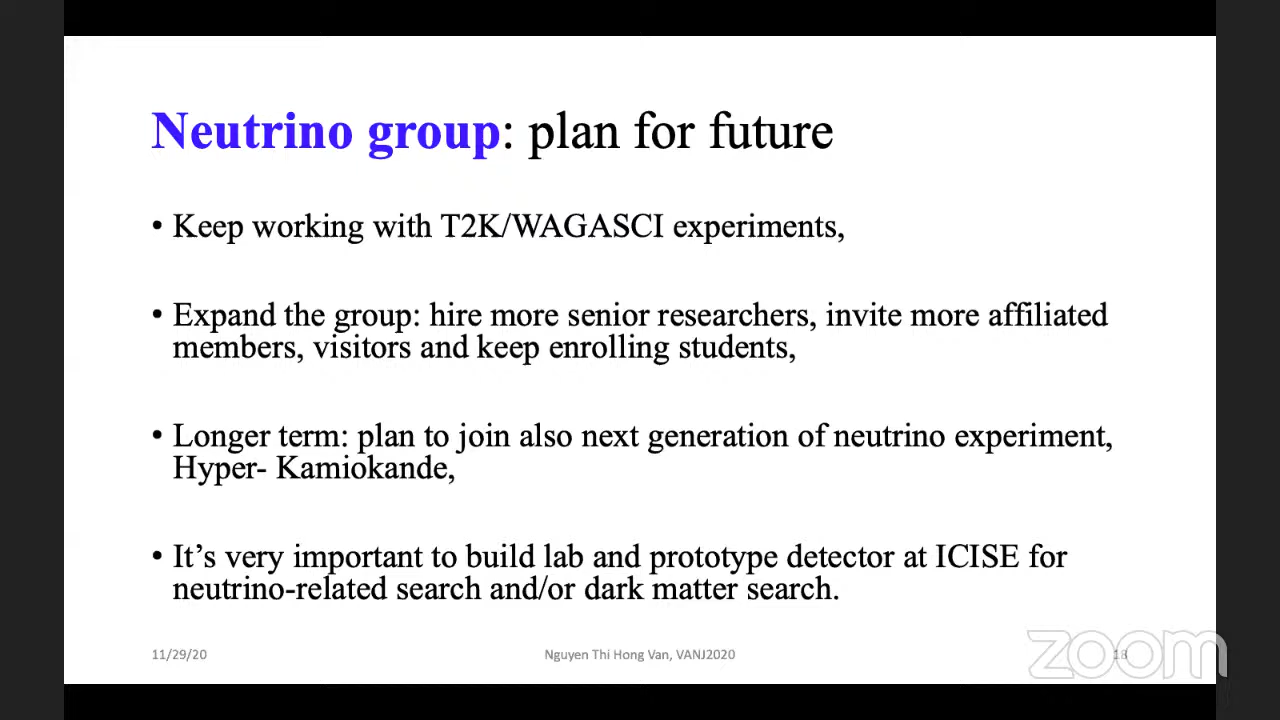 Neutrino group: plan for future
• Keep working with T2K/WAGASCI experiments,
• Expand the group: hire more senior researchers, invite more affiliated
members, visitors and keep enrolling students,
• Longer term: plan to join also next generation of neutrino experiment,
Hyper- Kamiokande,
• It’s very important to build lab and prototype detector at ICISE for
neutrino-related search and/or dark matter search.
11/29/20
Nguyen Thi Hong Van, VANJ2020
18
zoom